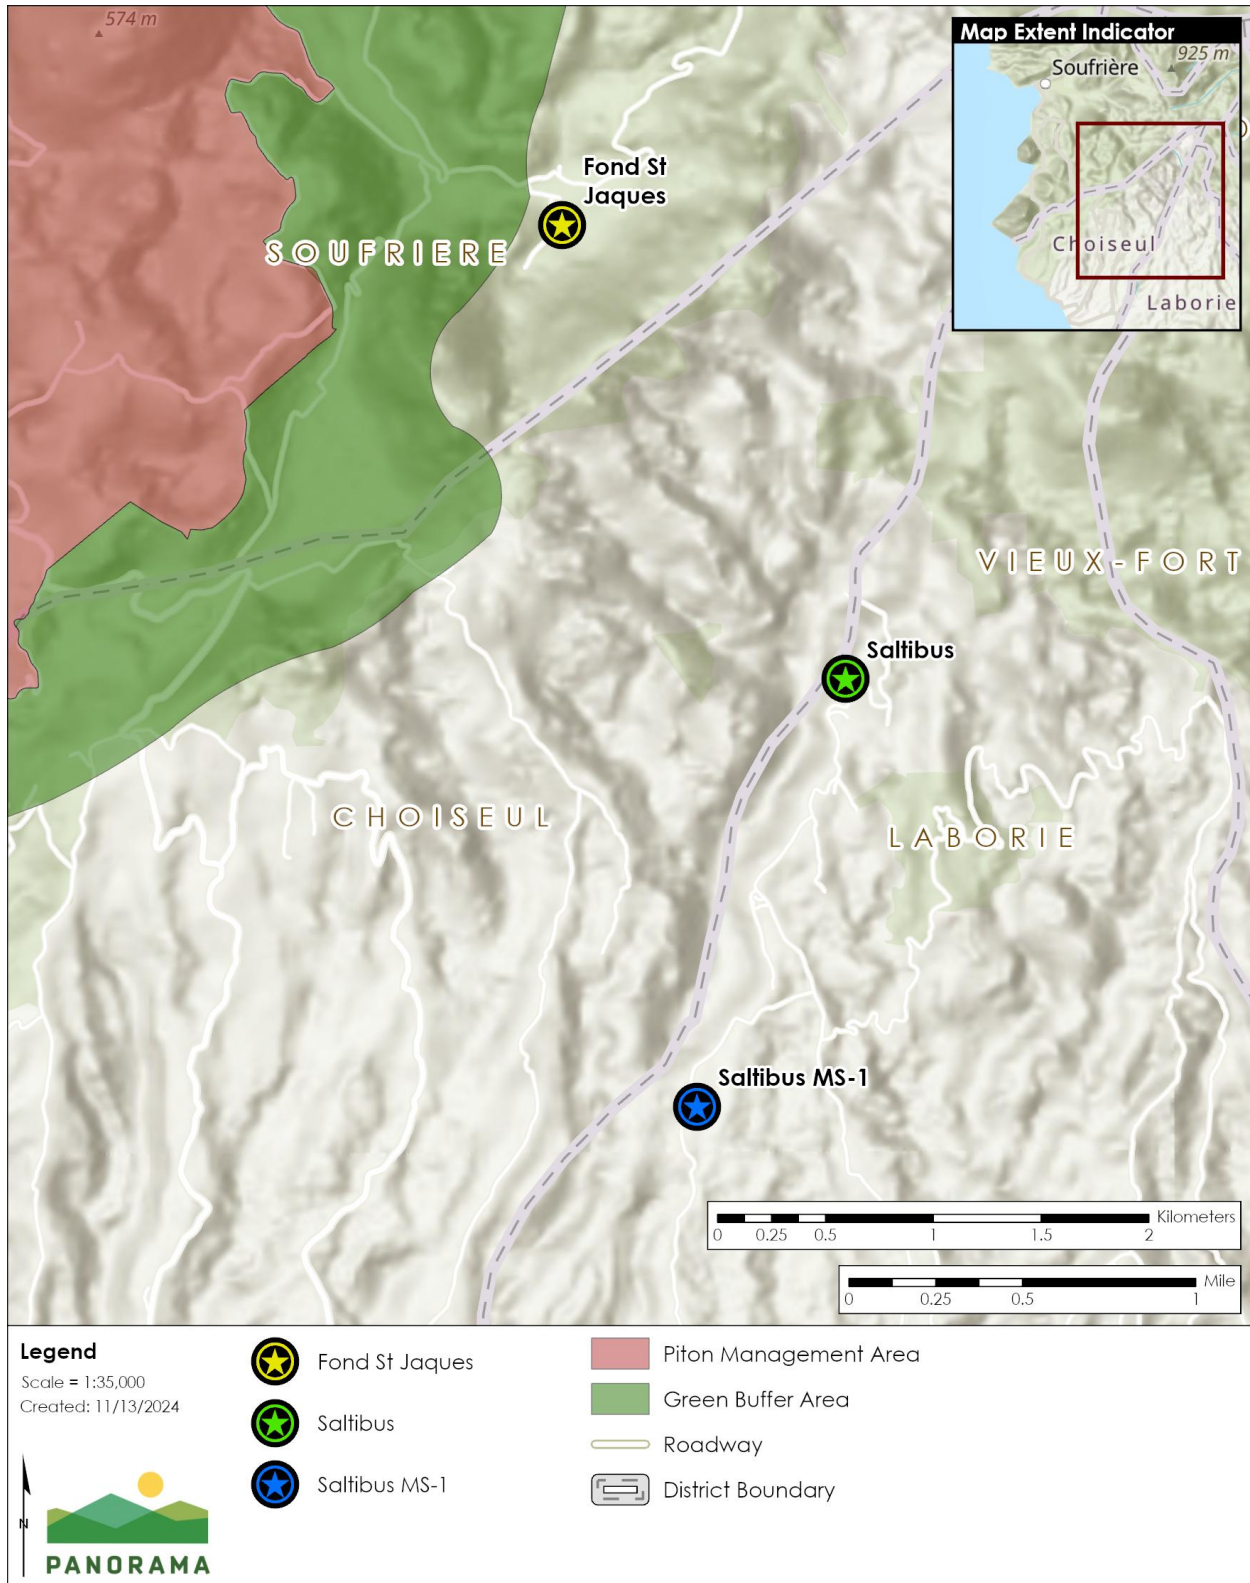 574 m
Map Extent Indicator
925 m
Soufrière
Choiseul
Laborie
Fond St
Jaques
SOUFRIERE
VIEUX-FORT
Saltibus
CHOISEUL
LABORIE
Saltibus MS-1
Kilometers
0 0.25 0.5 1 1.5 2
Mile
0 0.25 0.5 1
Legend
Scale = 1:35,000
Created: 11/13/2024
N
PANORAMA
Fond St Jaques
Saltibus
Saltibus MS-1
Piton Management Area
Green Buffer Area
Roadway
District Boundary